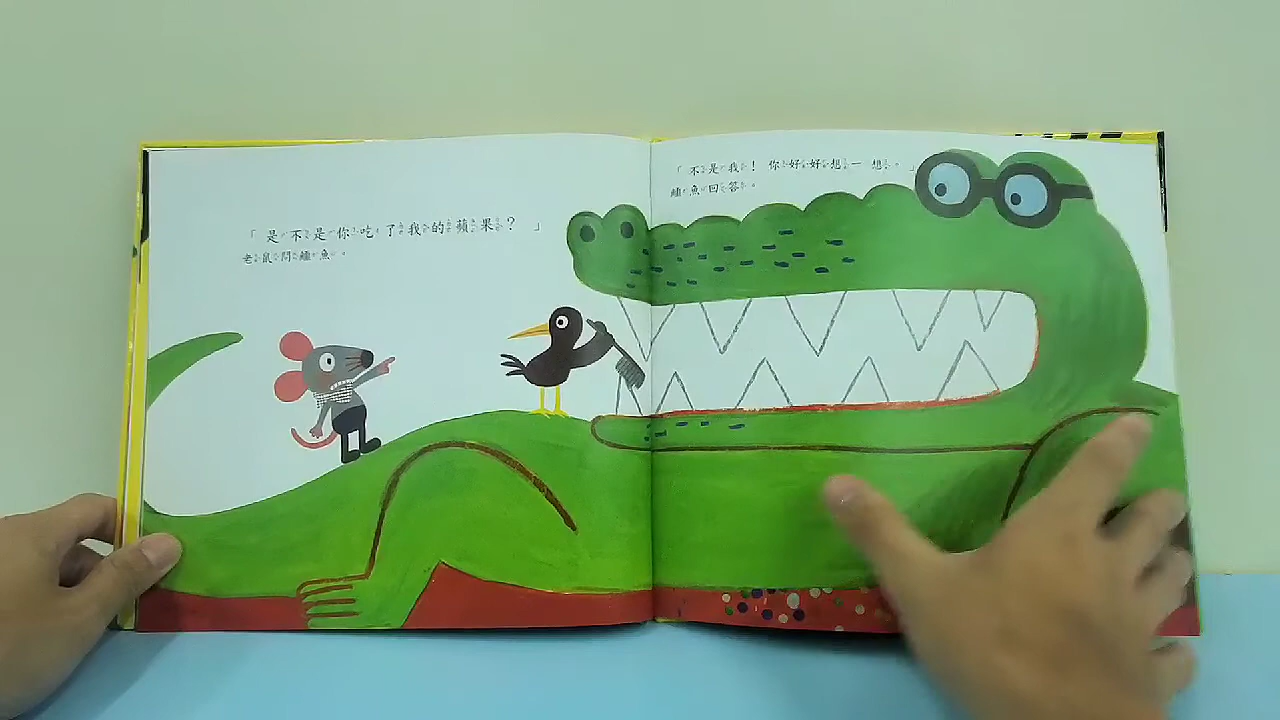 「是不是你吃了我的蘋果？」
老鼠問鱷魚。
「不是我！你好好想一想。」
鱷魚回答。